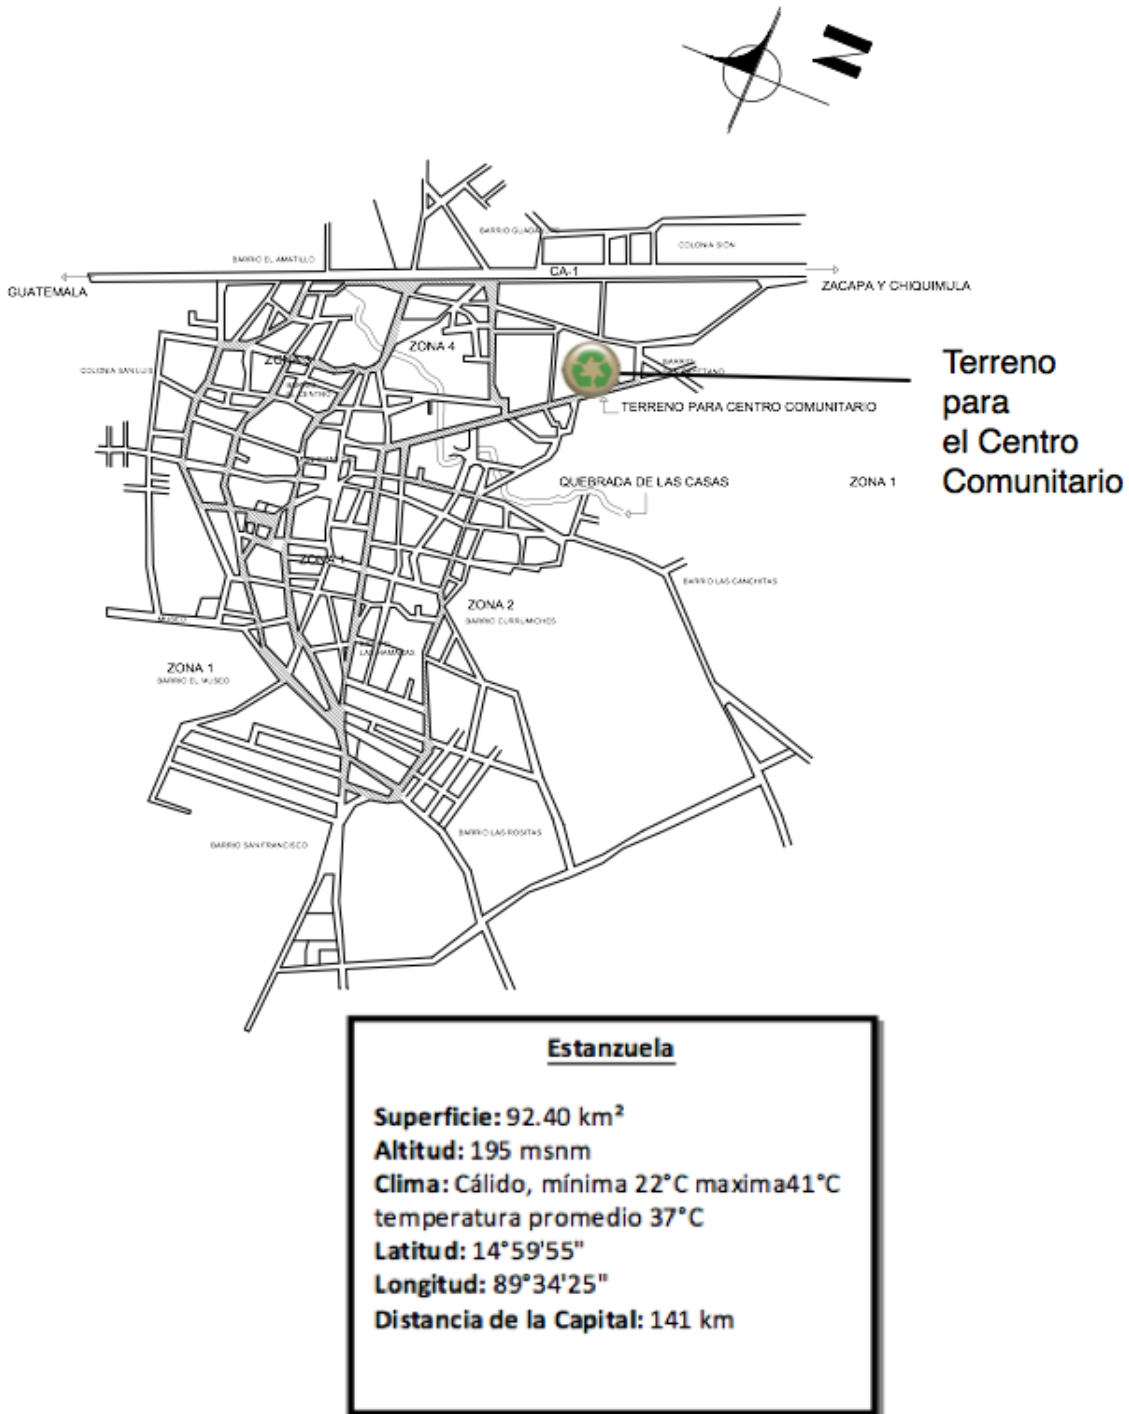 N
BARRIO GUADALUPE
COLONIA SION
BARRIO EL AMATILLO
CA-1
GUATEMALA
ZACAPA Y CHIQUIMULA
ZONA 4
ZONA 3
COLONIA SAN LUIS
BARRIO
CENTRO
BARRIO
Terreno
para
el Centro
Comunitario
TERRENO PARA CENTRO COMUNITARIO
QUEBRADA DE LAS CASAS
ZONA 1
ZONA 1
BARRIO LAS CANCHITAS
ZONA 2
BARRIO CURRUMICHES
MUSEO
ZONA 1
BARRIO EL MUSEO
BARRIO LAS ROSITAS
BARRIO SAN FRANCISCO
Estanzuela
Superficie: 92.40 km²
Altitud: 195 msnm
Clima: Cálido, mínima 22°C maxima41°C
temperatura promedio 37°C
Latitud: 14°59'55"
Longitud: 89°34'25"
Distancia de la Capital: 141 km